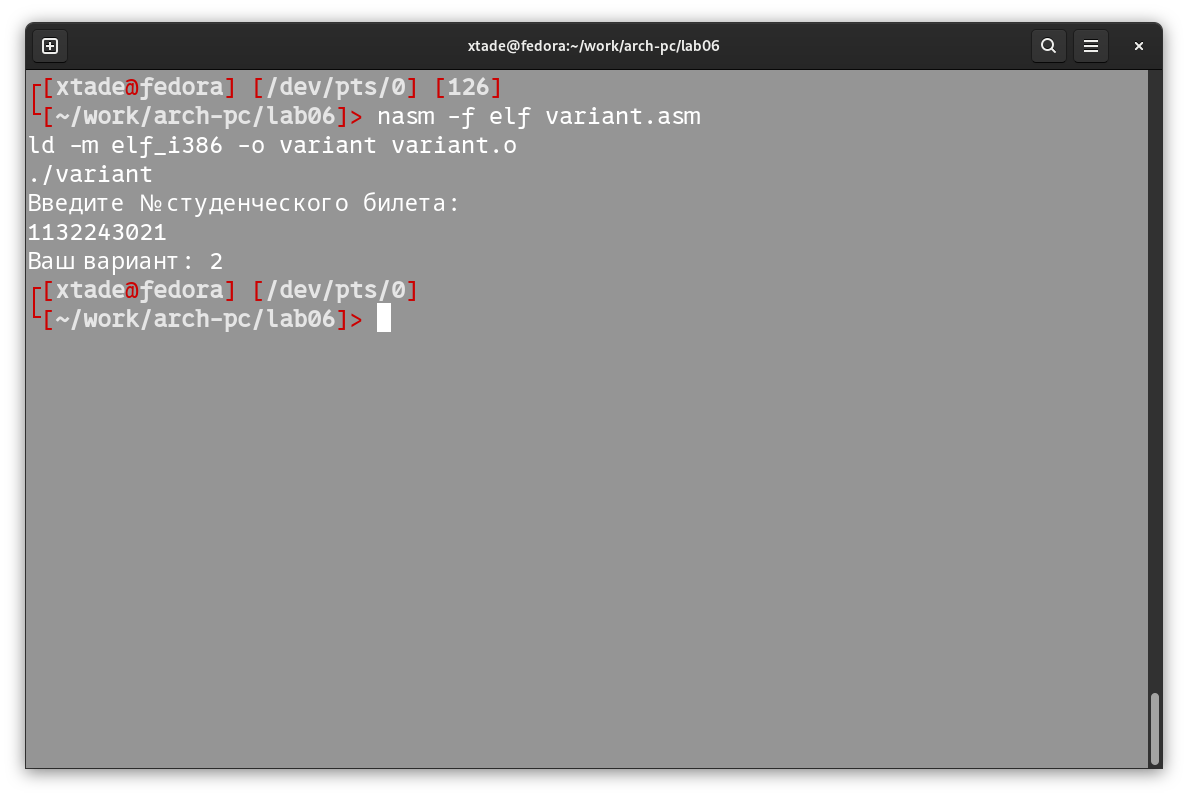 xtade@fedora:~/work/arch-pc/lab06
┌[xtade@fedora] [/dev/pts/0] [126]
└[~/work/arch-pc/lab06]> nasm -f elf variant.asm
ld -m elf_i386 -o variant variant.o
./variant
Введите № студенческого билета:
1132243021
Ваш вариант: 2
┌[xtade@fedora] [/dev/pts/0]
└[~/work/arch-pc/lab06]>